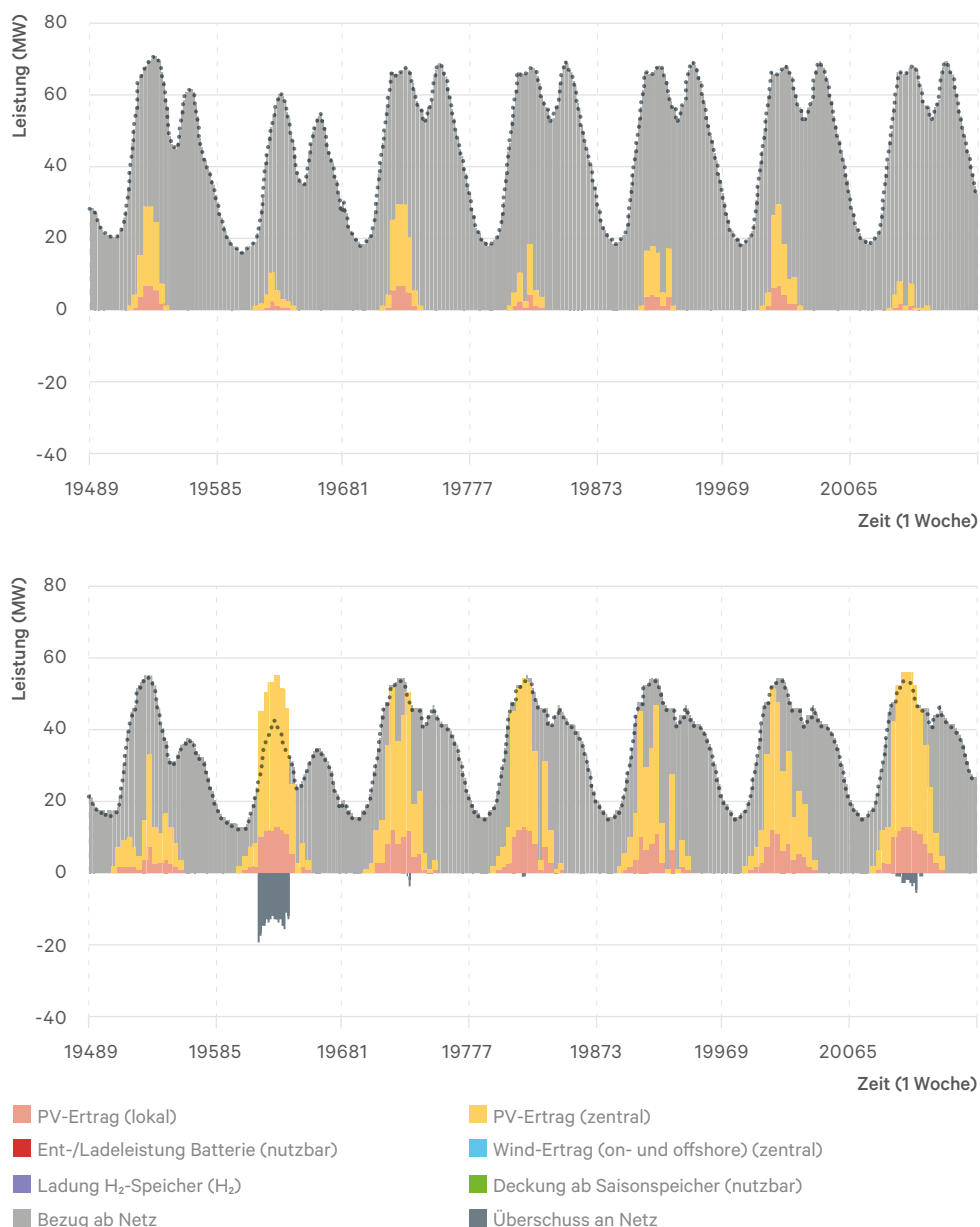 Leistung (MW)
80
60
40
20
0
-20
-40
19489 19585 19681 19777 19873 19969 20065
Zeit (1 Woche)
Leistung (MW)
80
60
40
20
0
-20
-40
19489 19585 19681 19777 19873 19969 20065
Zeit (1 Woche)
PV-Ertrag (lokal) PV-Ertrag (zentral)
Ent-/Ladeleistung Batterie (nutzbar) Wind-Ertrag (on- und offshore) (zentral)
Ladung H₂-Speicher (H₂) Deckung ab Saisonspeicher (nutzbar)
Bezug ab Netz Überschuss an Netz